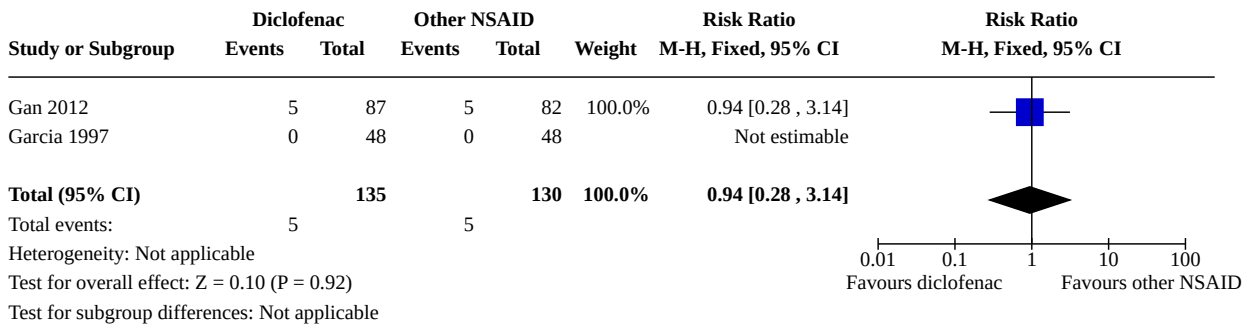 Diclofenac Other NSAID Risk Ratio Risk Ratio
Study or Subgroup Events Total Events Total Weight M-H, Fixed, 95% CI M-H, Fixed, 95% CI
Gan 2012 5 87 5 82 100.0% 0.94 [0.28 , 3.14]
Garcia 1997 0 48 0 48 Not estimable
Total (95% CI) 135 130 100.0% 0.94 [0.28 , 3.14]
Total events: 5 5
Heterogeneity: Not applicable
0.01 0.1 1 10 100
Test for overall effect: Z = 0.10 (P = 0.92) Favours diclofenac Favours other NSAID
Test for subgroup differences: Not applicable